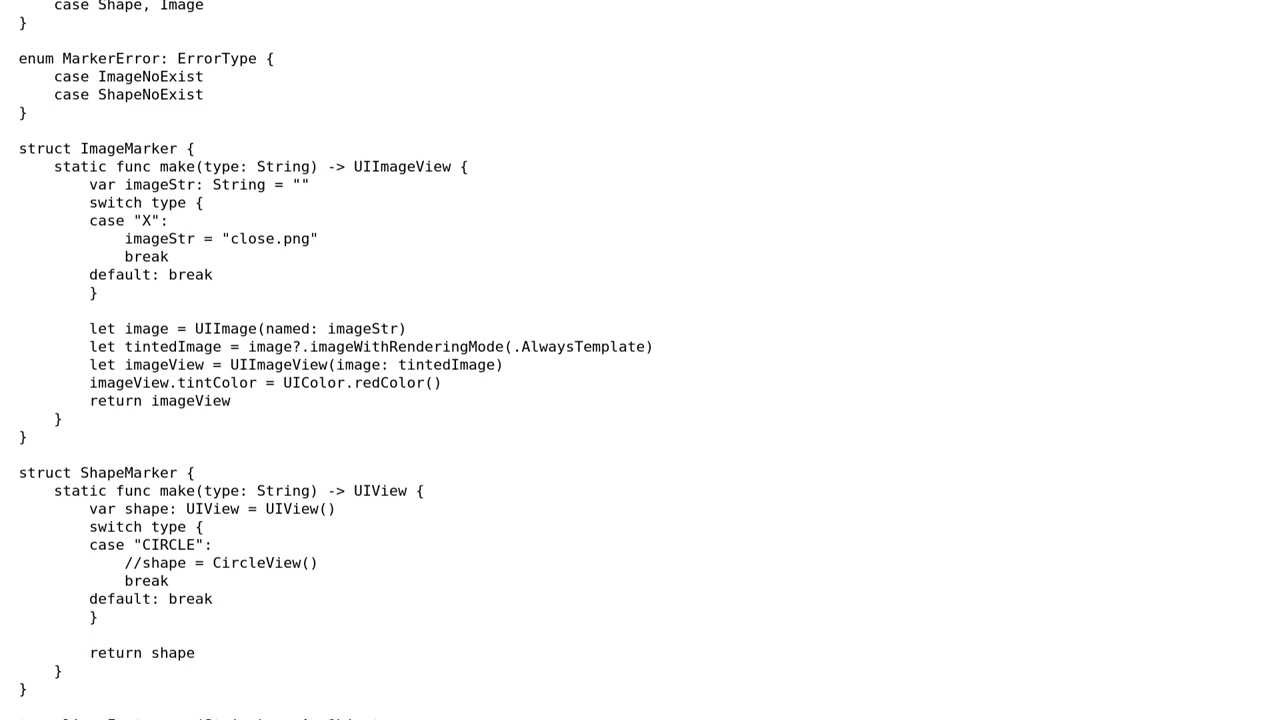 case Shape, Image
}

enum MarkerError: ErrorType {
    case ImageNoExist
    case ShapeNoExist
}

struct ImageMarker {
    static func make(type: String) -> UIImageView {
        var imageStr: String = ""
        switch type {
        case "X":
            imageStr = "close.png"
            break
        default: break
        }

        let image = UIImage(named: imageStr)
        let tintedImage = image?.imageWithRenderingMode(.AlwaysTemplate)
        let imageView = UIImageView(image: tintedImage)
        imageView.tintColor = UIColor.redColor()
        return imageView
    }
}

struct ShapeMarker {
    static func make(type: String) -> UIView {
        var shape: UIView = UIView()
        switch type {
        case "CIRCLE":
            //shape = CircleView()
            break
        default: break
        }

        return shape
    }
}